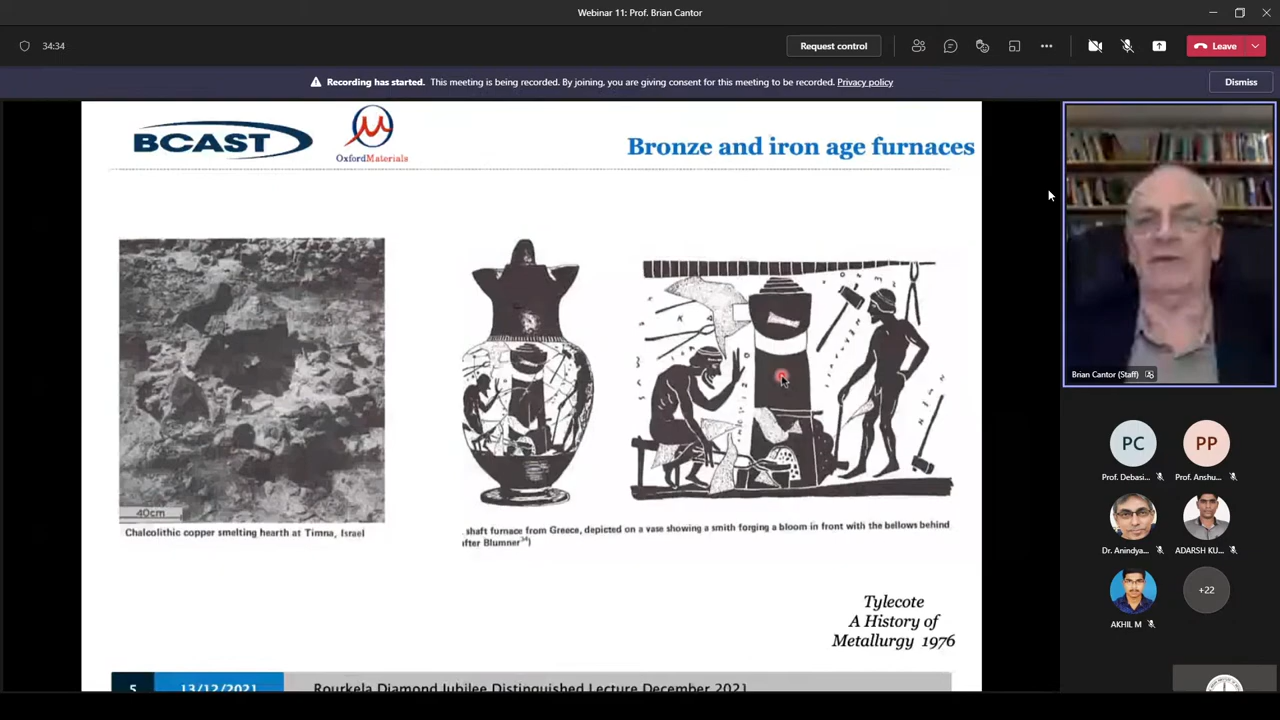 Webinar 11: Prof. Brian Cantor
34:34
Request control
Leave
Recording has started. This meeting is being recorded. By joining, you are giving consent for this meeting to be recorded. Privacy policy
Dismiss
BCAST
OxfordMaterials
Bronze and iron age furnaces
40cm
Chalcolithic copper smelting hearth at Timna, Israel
shaft furnace from Greece, depicted on a vase showing a smith forging a bloom in front with the bellows behind
after Blumner34)
Tylecote
A History of
Metallurgy 1976
5
13/12/2021
Rourkela Diamond Jubilee Distinguished Lecture December 2021
Brian Cantor (Staff)
PC
PP
Prof. Debasi...
Prof. Anshu...
Dr. Anindya...
ADARSH KU...
AKHIL M
+22